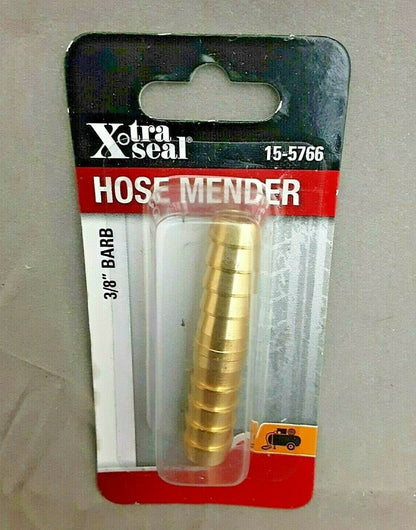 Xtra
seal®
15-5766
HOSE MENDER
3/8" BARB